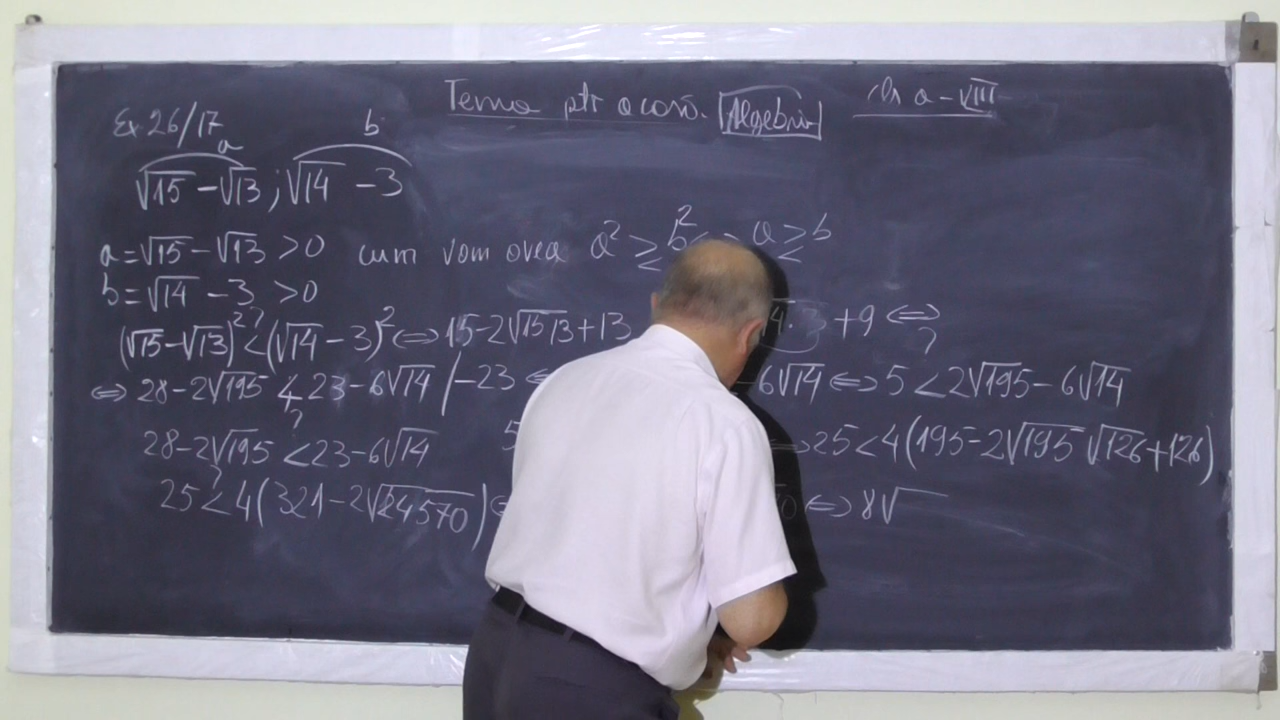 Tema ptr acasă. Algebră cls a-VIII
Ex 26/17
a b
√15 -√13 ; √14 -3
a=√15-√13 >0 cum vom avea a² ≥ b² a ≥ b
≤ ≤
b=√14 -3 >0
(√15-√13)² <? (√14-3)² ⇔ 15-2√15 13+13 +9 ⇔
⇔ 28-2√195 < 23-6√14 /-23 6√14 ⇔ 5 <? 2√195-6√14
28-2√195 <? 23-6√14 5 25<4(195-2√195 √126+126)
25 <? 4(321-2√24570) ⇔ 8√